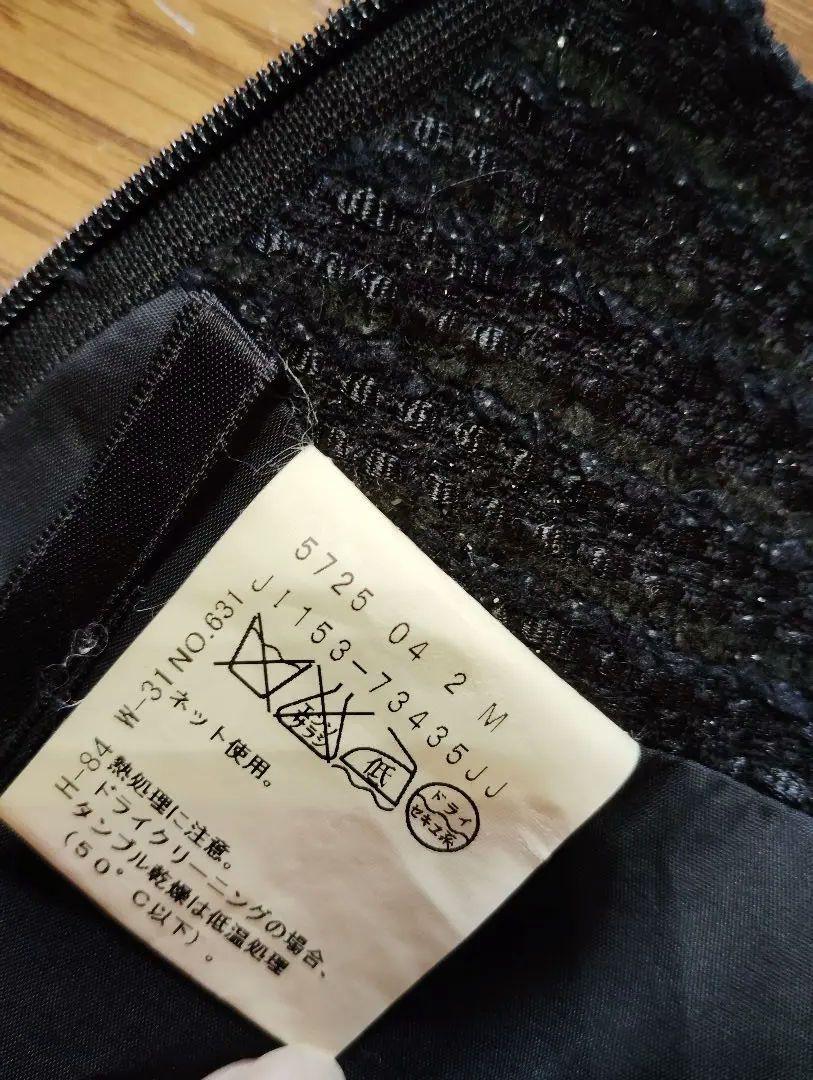 5725 04 2 M
JI153-73435JJ
エンソ
サラシ
低
ドライ
セキユ系
W-31 NO.631
H-84
ネット使用。
熱処理に注意。
ドライクリーニングの場合、
タンブル乾燥は低温処理
(50°C以下)。